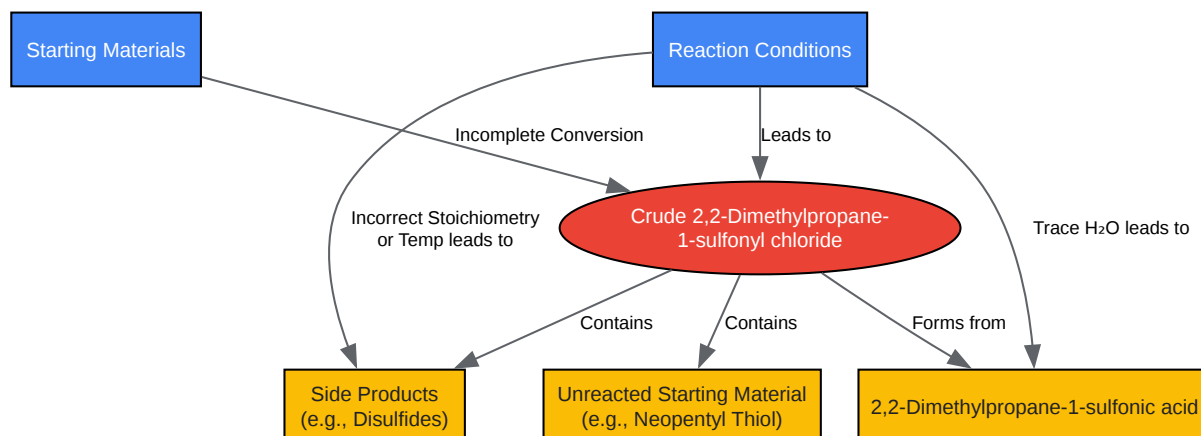 Starting Materials
Reaction Conditions
Incomplete Conversion
Leads to
Incorrect Stoichiometry
or Temp leads to
Crude 2,2-Dimethylpropane-
1-sulfonyl chloride
Trace H₂O leads to
Contains
Contains
Forms from
Side Products
(e.g., Disulfides)
Unreacted Starting Material
(e.g., Neopentyl Thiol)
2,2-Dimethylpropane-1-sulfonic acid